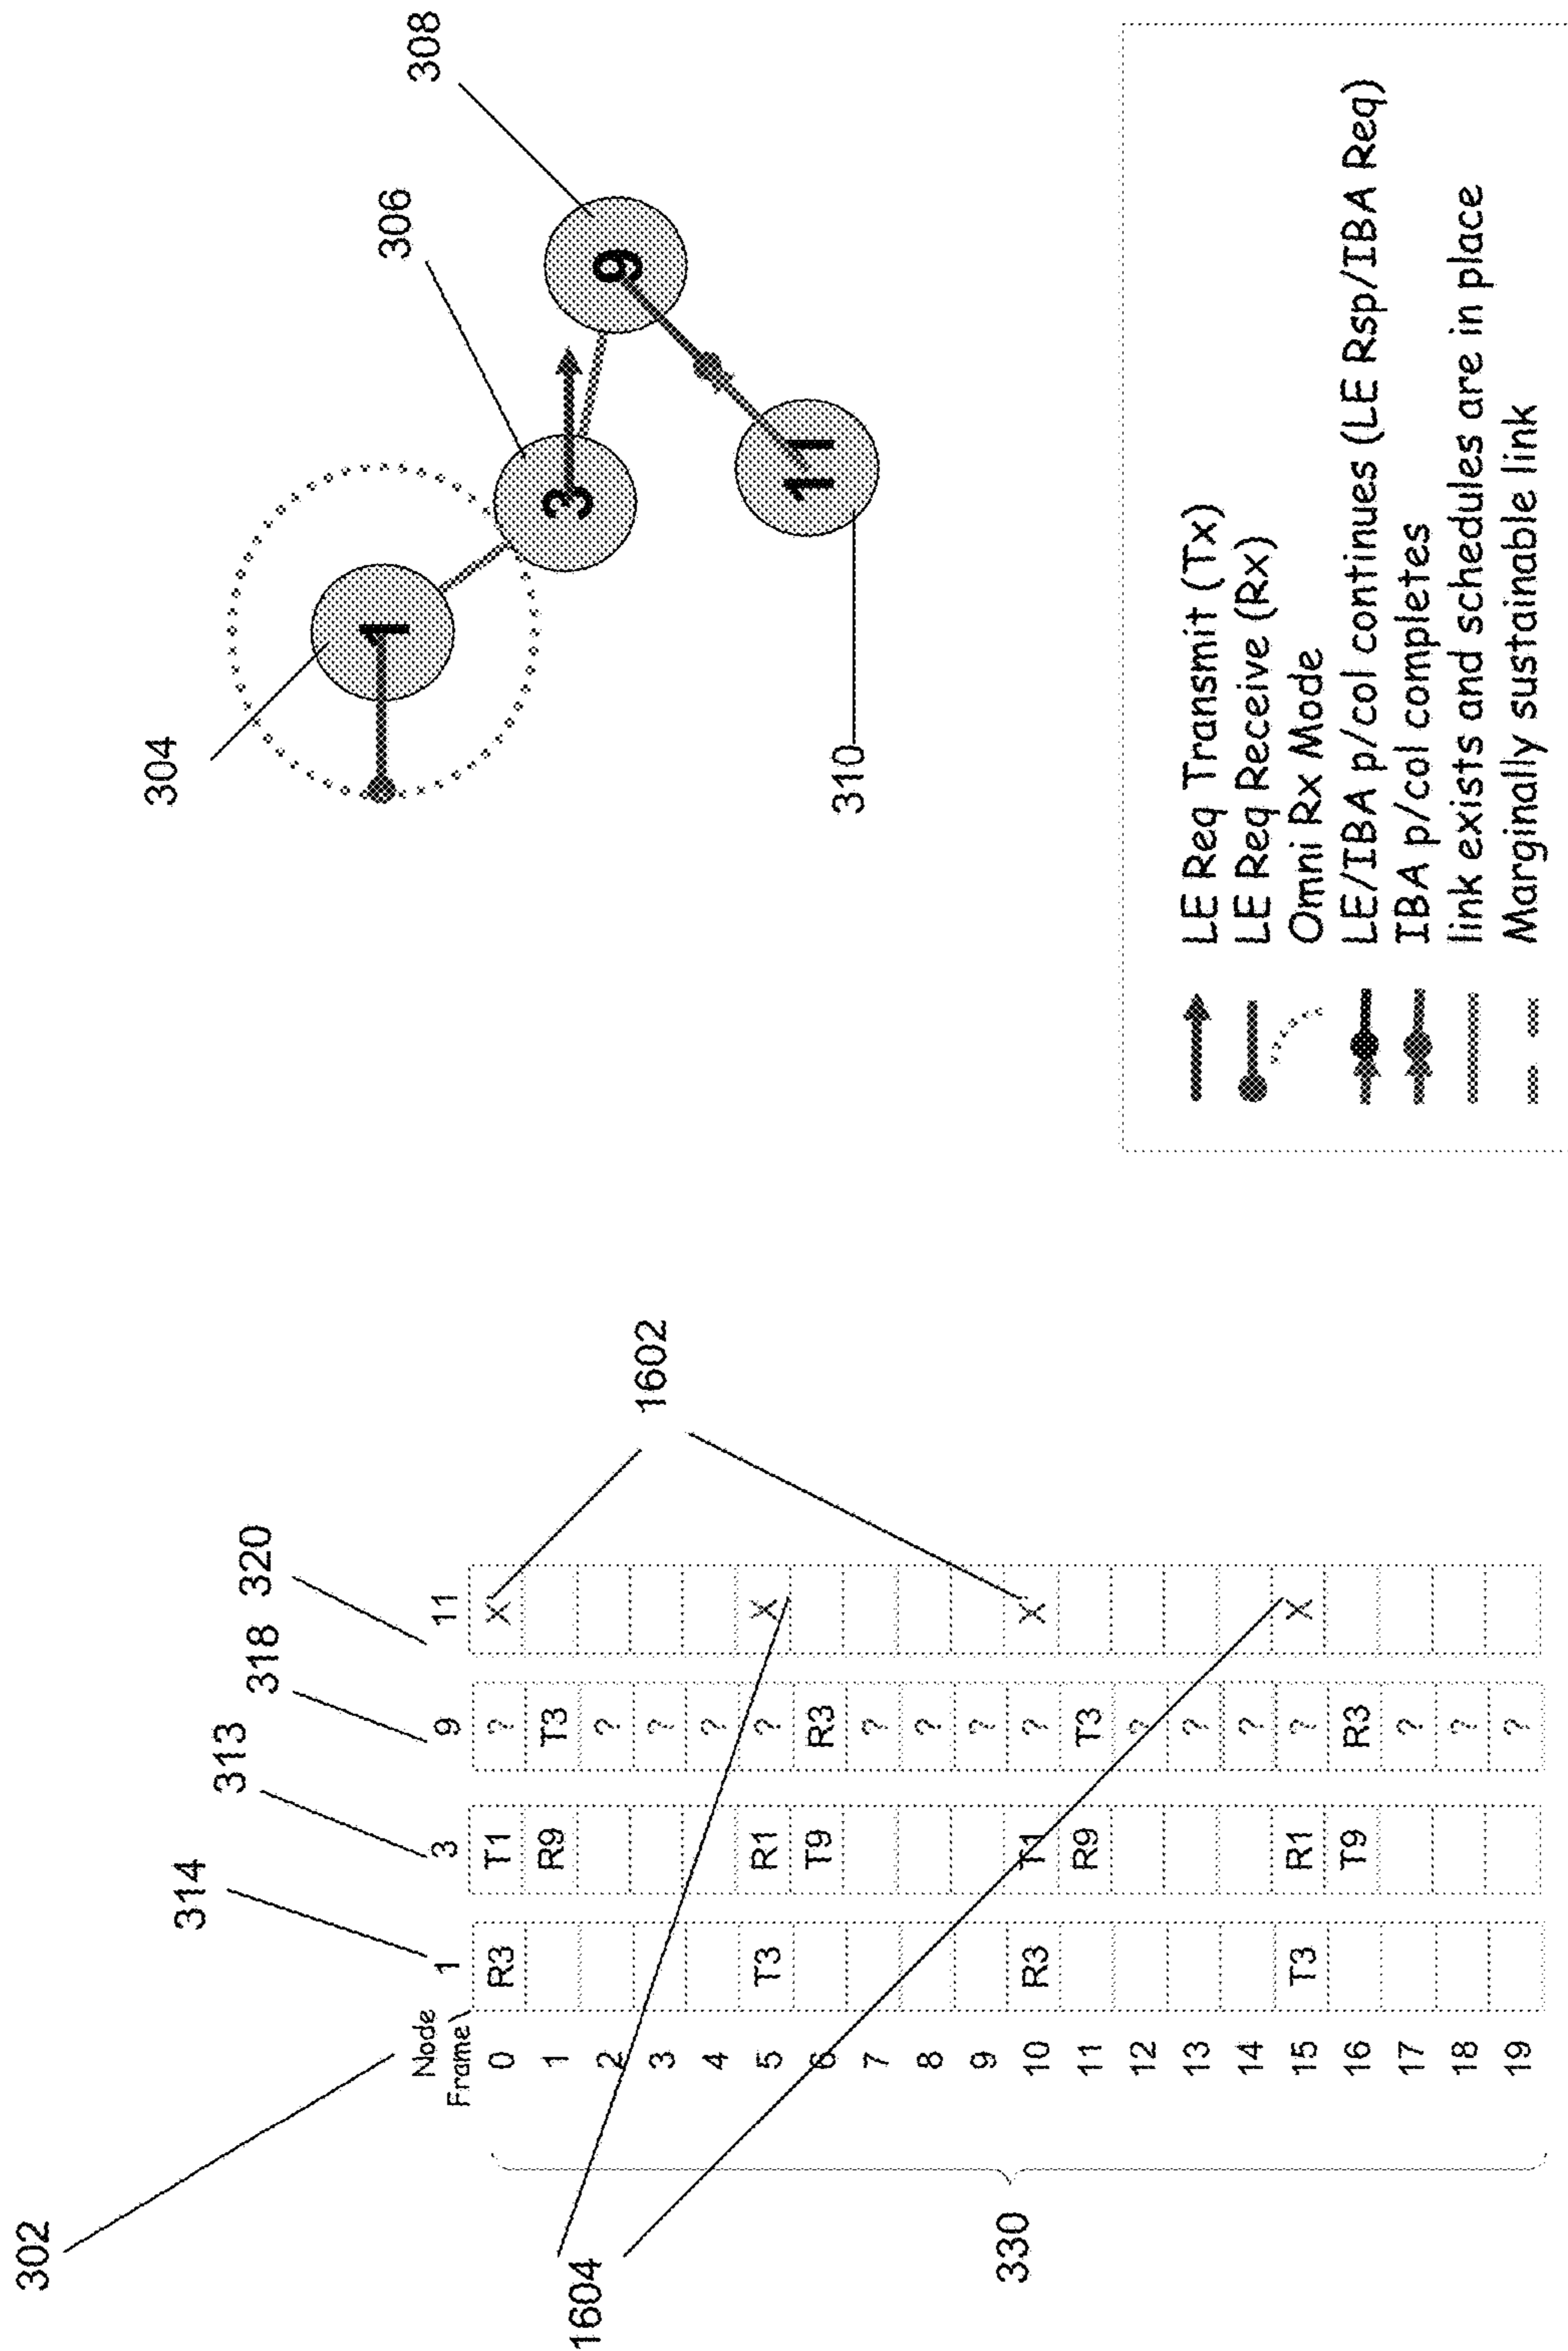 302
314
313
318
320
Node
Frame\
1
3
9
11
0 R3 T1 ? X
1 R9 T3
2 ?
3 ?
4 ?
5 T3 R1 ? X
6 T9 R3
7 ?
8 ?
9 ?
10 R3 T1 ? X
11 R9 T3
12 ?
13 ?
14 ?
15 T3 R1 ? X
16 T9 R3
17 ?
18 ?
19 ?
330
1604
1602
304
306
308
310
1
3
9
11
LE Req Transmit (Tx)
LE Req Receive (Rx)
Omni Rx Mode
LE/IBA p/col continues (LE Rsp/IBA Req)
IBA p/col completes
link exists and schedules are in place
Marginally sustainable link